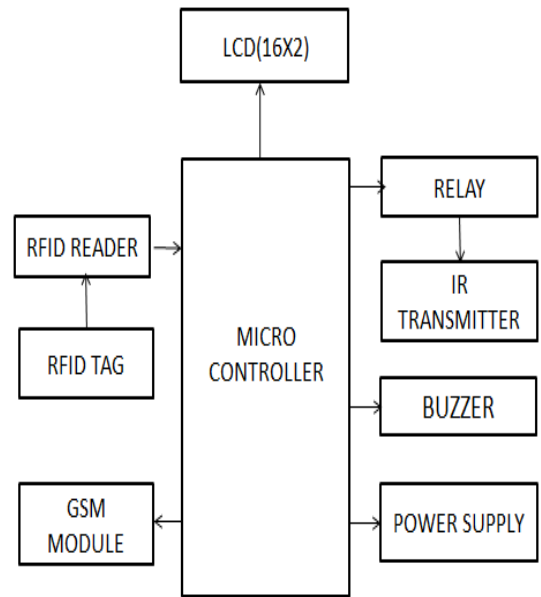 LCD(16X2)
RELAY
RFID READER
IR
TRANSMITTER
MICRO
CONTROLLER
RFID TAG
BUZZER
GSM
MODULE
POWER SUPPLY